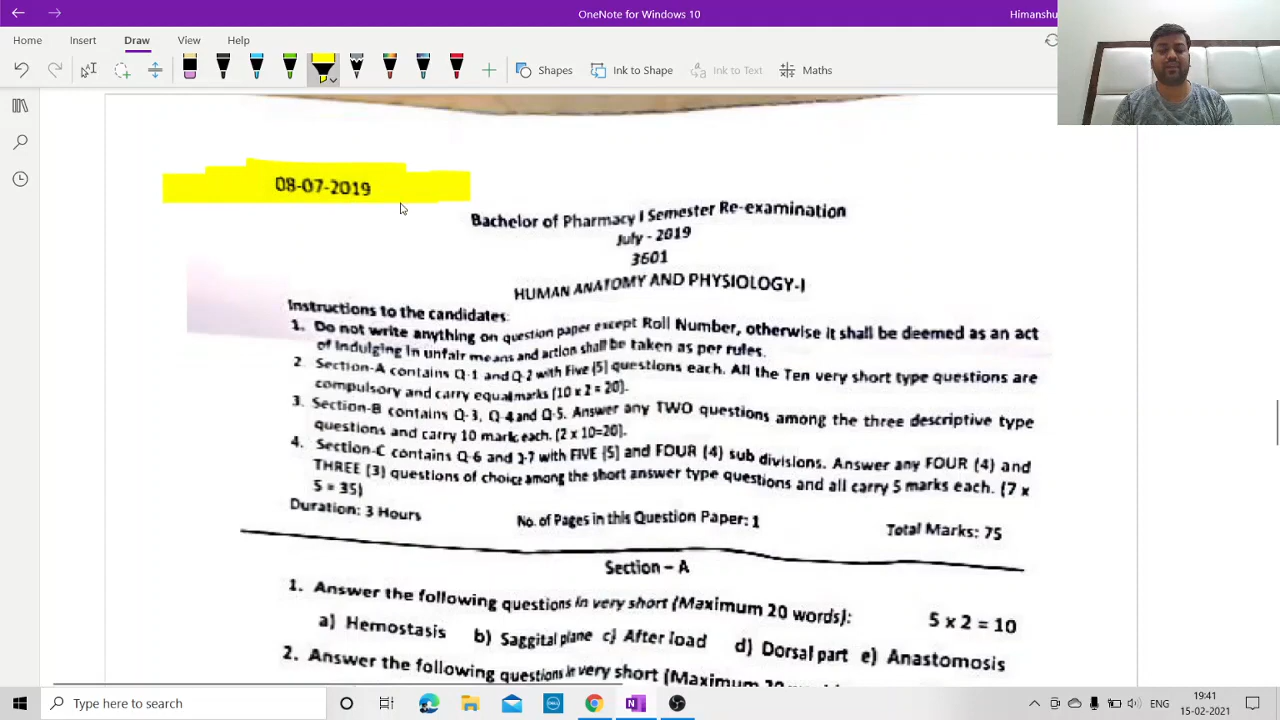 OneNote for Windows 10
Himanshu
Home Insert Draw View Help
Shapes Ink to Shape Ink to Text Maths
08-07-2019
Bachelor of Pharmacy I Semester Re-examination
July - 2019
3601
HUMAN ANATOMY AND PHYSIOLOGY-I
Instructions to the candidates:
1. Do not write anything on question paper except Roll Number, otherwise it shall be deemed as an act
of indulging in unfair means and action shall be taken as per rules.
2. Section-A contains Q-1 and Q-2 with Five (5) questions each. All the Ten very short type questions are
compulsory and carry equal marks (10 x 2 = 20).
3. Section-B contains Q-3, Q-4 and Q-5. Answer any TWO questions among the three descriptive type
questions and carry 10 mark each. (2 x 10=20).
4. Section-C contains Q-6 and Q-7 with FIVE (5) and FOUR (4) sub divisions. Answer any FOUR (4) and
THREE (3) questions of choice among the short answer type questions and all carry 5 marks each. (7 x
5 = 35)
Duration: 3 Hours No. of Pages in this Question Paper: 1 Total Marks: 75
Section – A
1. Answer the following questions in very short (Maximum 20 words): 5 x 2 = 10
a) Hemostasis b) Saggital plane c) After load d) Dorsal part e) Anastomosis
2. Answer the following questions in very short (Maximum 20
Type here to search
ENG
19:41
15-02-2021